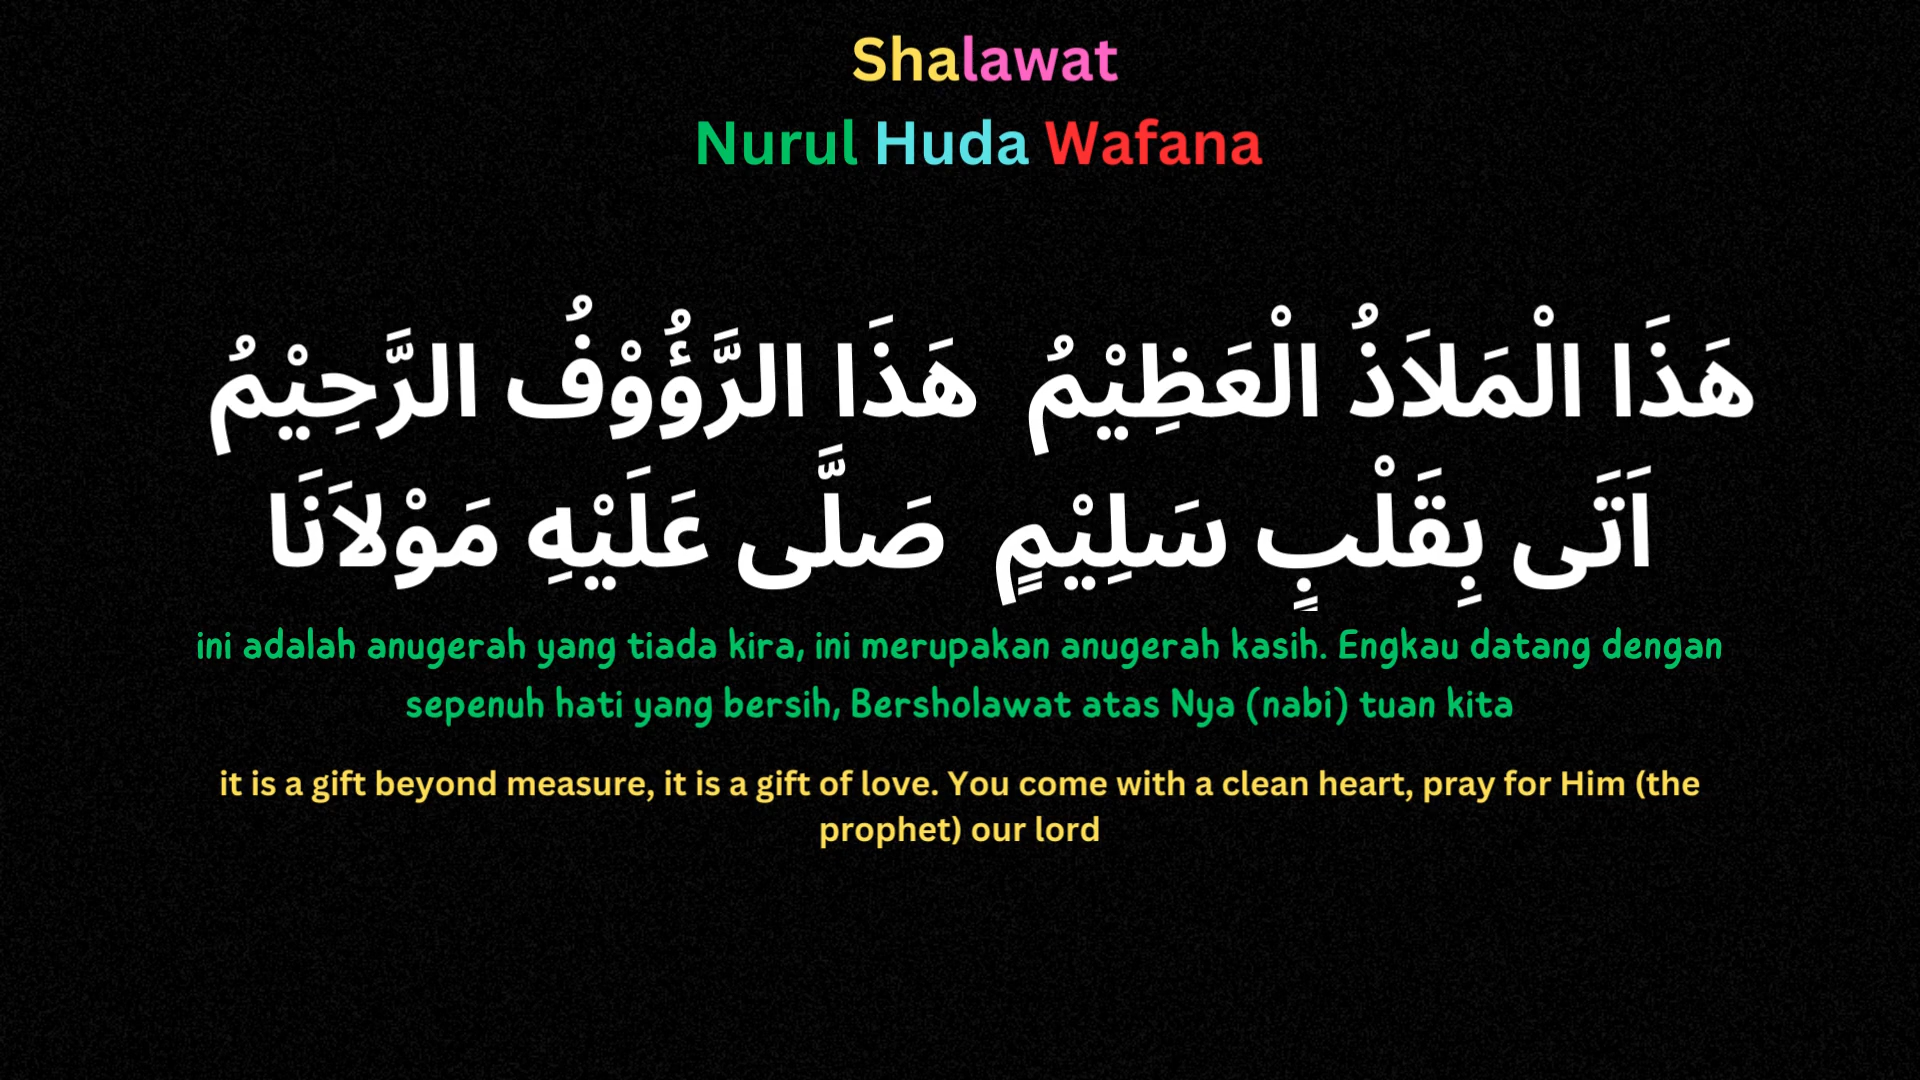 Shalawat
Nurul Huda Wafana
هَذَا الْمَلاَذُ الْعَظِيْمُ هَذَا الرَّؤُوْفُ الرَّحِيْمُ
اَتَى بِقَلْبٍ سَلِيْمٍ صَلَّى عَلَيْهِ مَوْلاَنَا
ini adalah anugerah yang tiada kira, ini merupakan anugerah kasih. Engkau datang dengan
sepenuh hati yang bersih, Bersholawat atas Nya (nabi) tuan kita
it is a gift beyond measure, it is a gift of love. You come with a clean heart, pray for Him (the
prophet) our lord